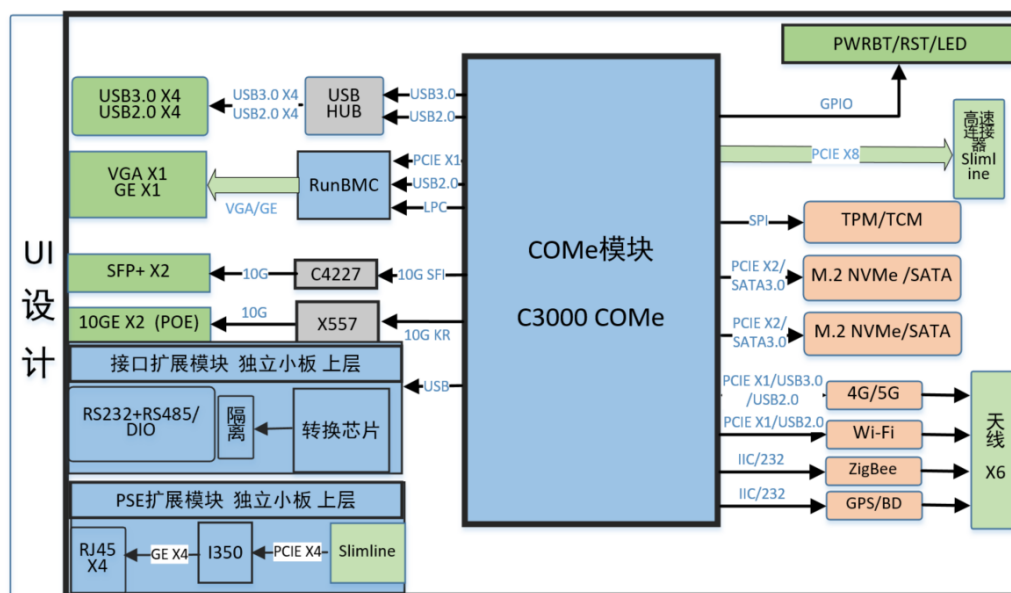 UI
设
计
USB3.0 X4
USB2.0 X4
USB3.0 X4
USB2.0 X4
USB
HUB
USB3.0
USB2.0
VGA X1
GE X1
VGA/GE
RunBMC
PCIE X1
USB2.0
LPC
SFP+ X2
10G
C4227
10G SFI
10GE X2 (POE)
10G
X557
10G KR
接口扩展模块 独立小板 上层
USB
RS232+RS485/
DIO
隔
离
转换芯片
PSE扩展模块 独立小板 上层
RJ45
X4
GE X4
I350
PCIE X4
Slimline
COMe模块
C3000 COMe
PWRBT/RST/LED
GPIO
PCIE X8
高速
连接
器
Sliml
ine
SPI
TPM/TCM
PCIE X2/
SATA3.0
M.2 NVMe /SATA
PCIE X2/
SATA3.0
M.2 NVMe/SATA
PCIE X1/USB3.0
/USB2.0
4G/5G
PCIE X1/USB2.0
Wi-Fi
IIC/232
ZigBee
IIC/232
GPS/BD
天
线
X6